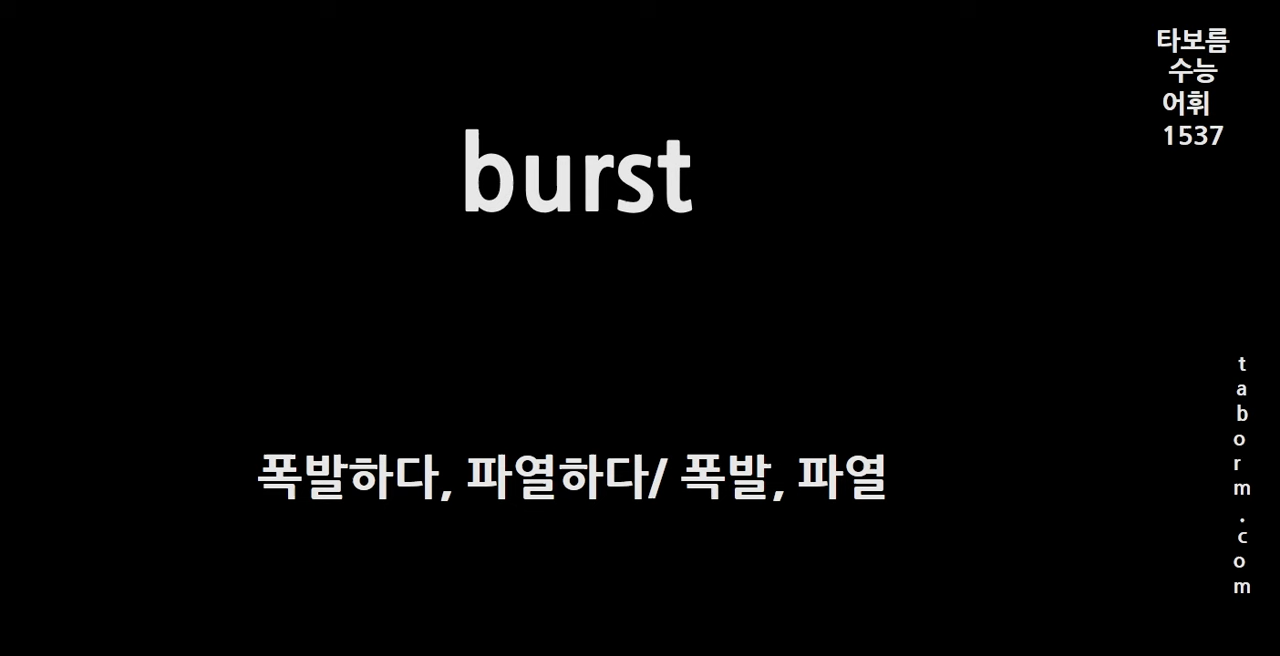 타보름
수능
어휘
1537
burst
폭발하다, 파열하다/ 폭발, 파열
taborm.com